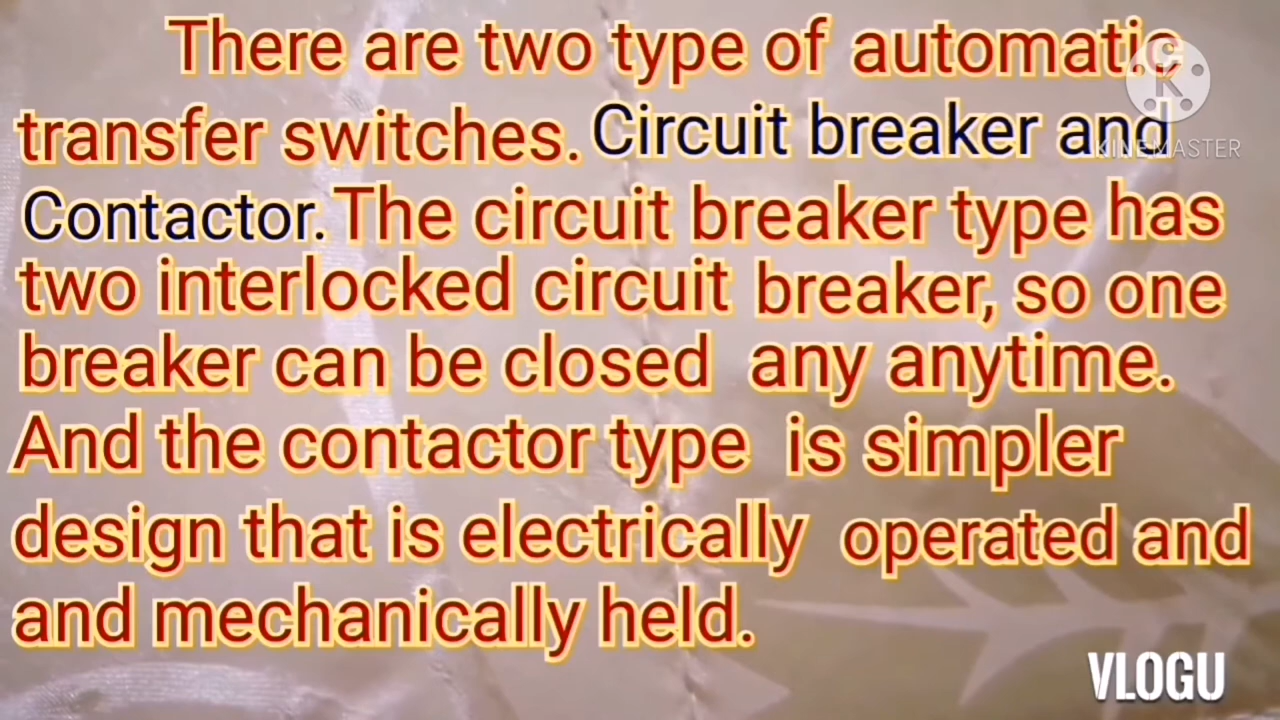 There are two type of automatic
transfer switches. Circuit breaker and
Contactor. The circuit breaker type has
two interlocked circuit breaker, so one
breaker can be closed any anytime.
And the contactor type is simpler
design that is electrically operated and
and mechanically held.
KINEMASTER
VLOGU